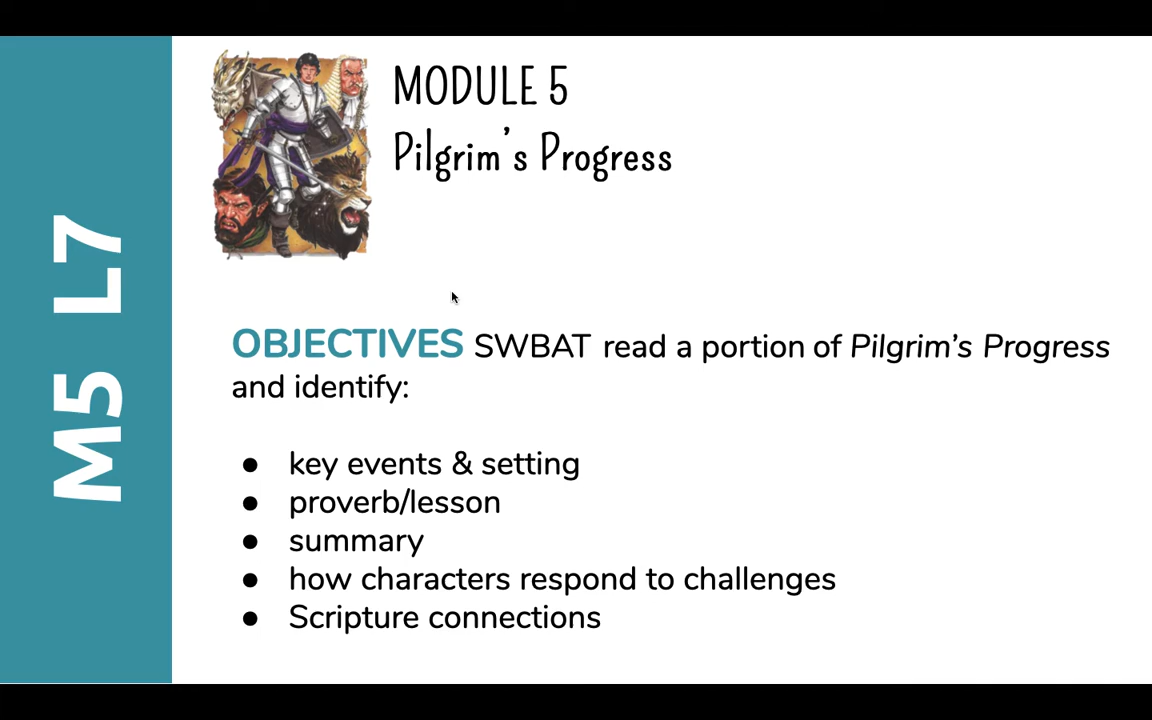 M5 L7
MODULE 5
Pilgrim's Progress
OBJECTIVES SWBAT read a portion of Pilgrim's Progress
and identify:
● key events & setting
● proverb/lesson
● summary
● how characters respond to challenges
● Scripture connections